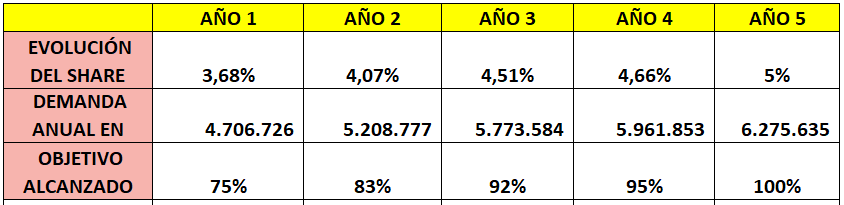 AÑO 1 AÑO 2 AÑO 3 AÑO 4 AÑO 5
EVOLUCIÓN
DEL SHARE 3,68% 4,07% 4,51% 4,66% 5%
DEMANDA
ANUAL EN 4.706.726 5.208.777 5.773.584 5.961.853 6.275.635
OBJETIVO
ALCANZADO 75% 83% 92% 95% 100%